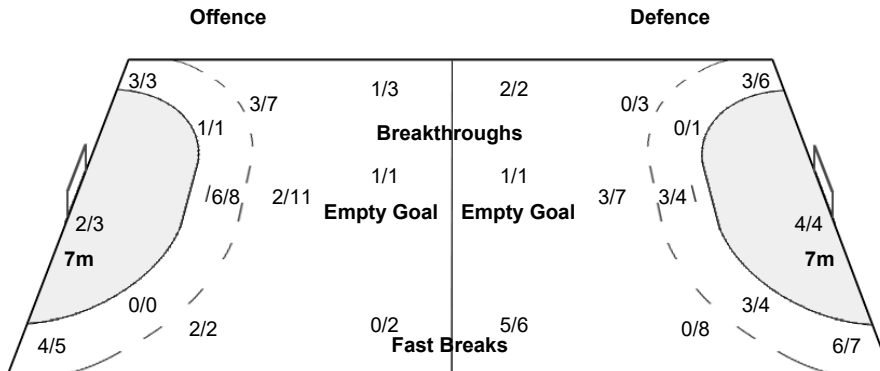 Offence Defence
3/3 1/3 2/2 3/6
3/7 0/3
1/1 Breakthroughs 0/1
1/1 1/1
6/8 2/11 3/7 3/4
2/3 Empty Goal Empty Goal 4/4
7m 7m
0/0 3/4
2/2 0/2 5/6 0/8
4/5 Fast Breaks 6/7